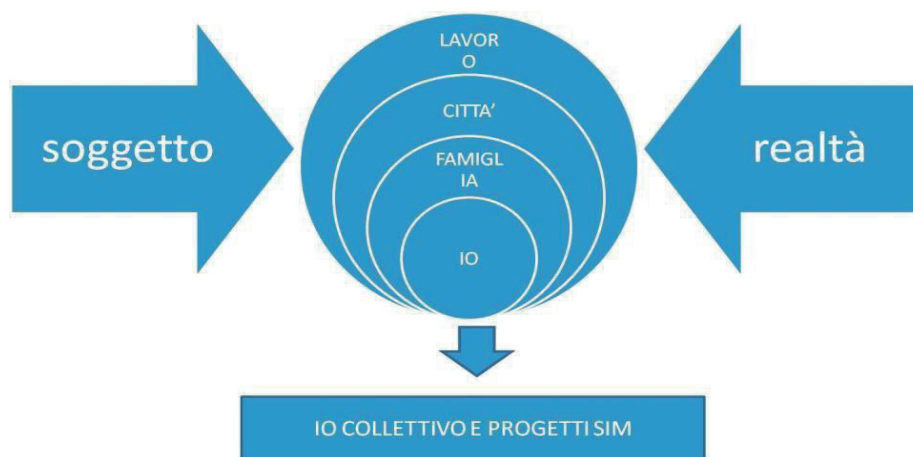 LAVOR
O
CITTA'
soggetto
realtà
FAMIGL
IA
IO
IO COLLETTIVO E PROGETTI SIM